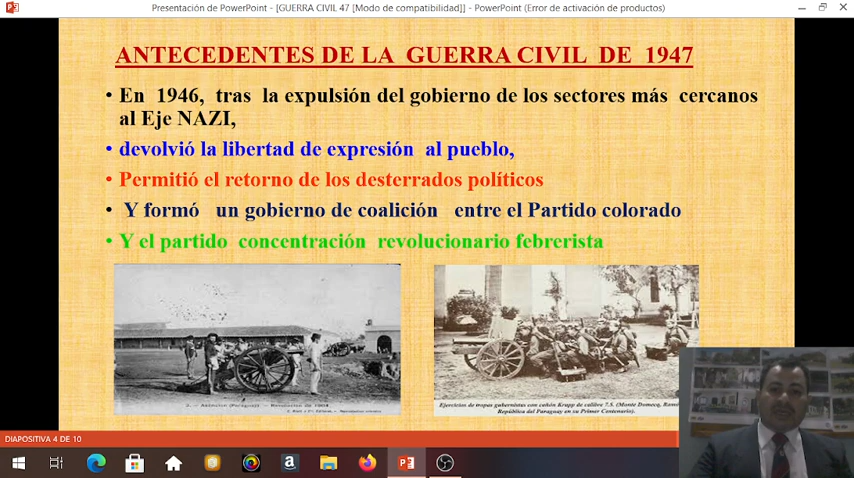 Presentación de PowerPoint - [GUERRA CIVIL 47 [Modo de compatibilidad]] - PowerPoint (Error de activación de productos)
ANTECEDENTES DE LA GUERRA CIVIL DE 1947
• En 1946, tras la expulsión del gobierno de los sectores más cercanos
al Eje NAZI,
• devolvió la libertad de expresión al pueblo,
• Permitió el retorno de los desterrados políticos
• Y formó un gobierno de coalición entre el Partido colorado
• Y el partido concentración revolucionario febrerista
Asunción (Paraguay)
Ejercicios de tropas gubernistas con cañón Krupp de calibre 7.5. (Monte Domecq,
República del Paraguay en su Primer Centenario).
DIAPOSITIVA 4 DE 10